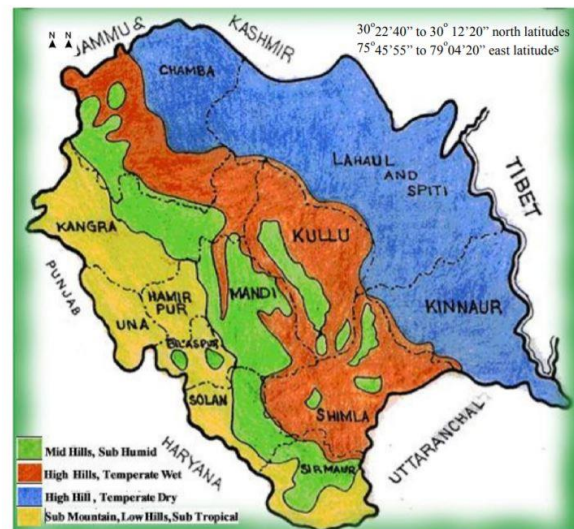 30°22'40" to 30° 12'20" north latitudes
75°45'55" to 79°04'20" east latitudes
N N
JAMMU &
KASHMIR
CHAMBA
LAHAUL
AND
SPITI
TIBET
KANGRA
KULLU
KINNAUR
PUNJAB
HAMIR
PUR
MANDI
UNA
BILASPUR
SOLAN
SHIMLA
HARYANA
SIRMAUR
UTTARANCHAL
Mid Hills, Sub Humid
High Hills, Temperate Wet
High Hill , Temperate Dry
Sub Mountain, Low Hills, Sub Tropical